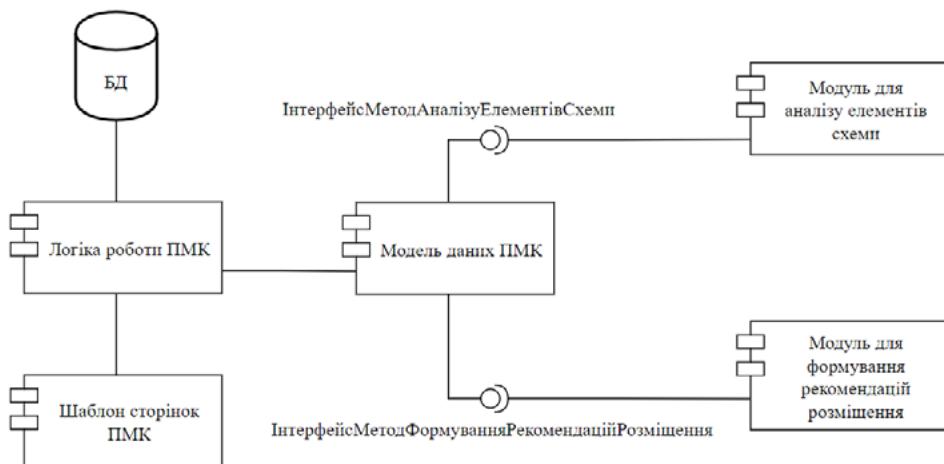 БД
ІнтерфейсМетодАналізуЕлементівСхеми
Модуль для
аналізу елементів
схеми
Логіка роботи ПМК
Модель даних ПМК
Шаблон сторінок
ПМК
Модуль для
формування
рекомендацій
розміщення
ІнтерфейсМетодФормуванняРекомендаційРозміщення